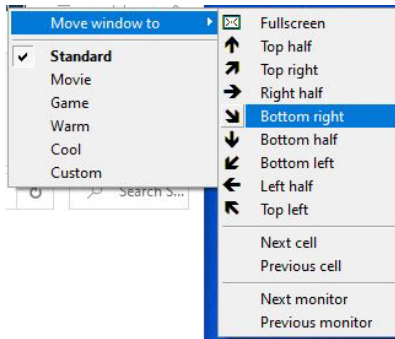 Move window to
Standard
Movie
Game
Warm
Cool
Custom
Search S...
Fullscreen
Top half
Top right
Right half
Bottom right
Bottom half
Bottom left
Left half
Top left
Next cell
Previous cell
Next monitor
Previous monitor